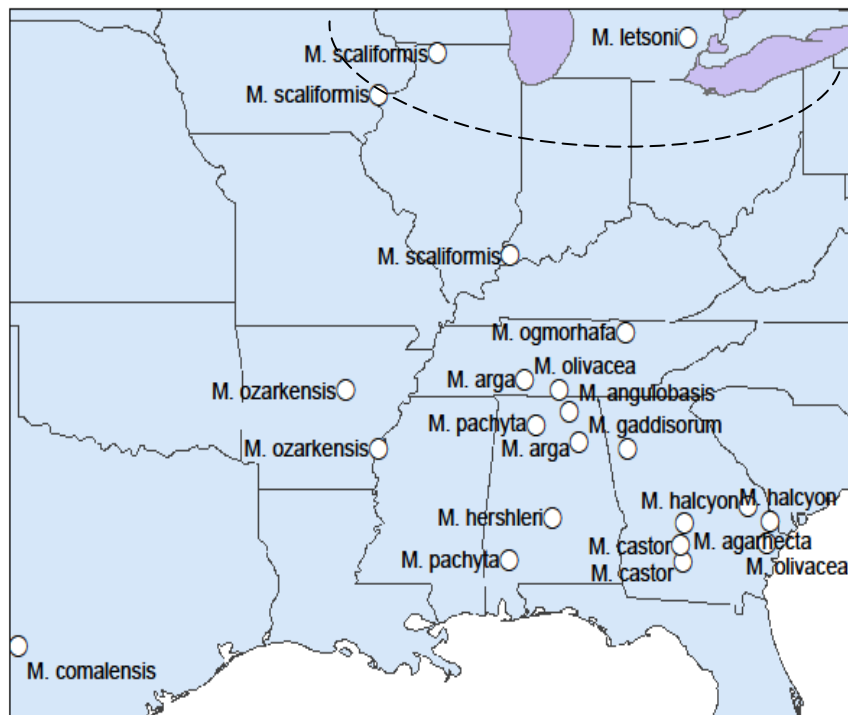 M. letsoni
M. scaliformis
M. scaliformis
M. scaliformis
M. ogmorhafa
M. olivacea
M. arga
M. ozarkensis
M. angulobasis
M. pachyta
M. gaddisorum
M. arga
M. ozarkensis
M. halcyon
M. halcyon
M. hershleri
M. castor
M. agarhecta
M. pachyta
M. olivacea
M. castor
M. comalensis